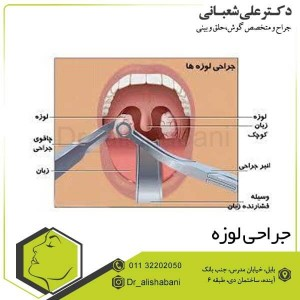 دکتر علی شعبانی
جراح و متخصص گوش، حلق و بینی
جراحی لوزه ها
لوزه
زبان
کوچک
لوزه
چاقوی
جراحی
زبان
انبر جراحی
وسیله
فشارنده زبان
Dr_alishabani
جراحی لوزه
011 32202050
Dr_alishabani
بابل، خیابان مدرس، جنب بانک
آینده، ساختمان دی، طبقه ۴